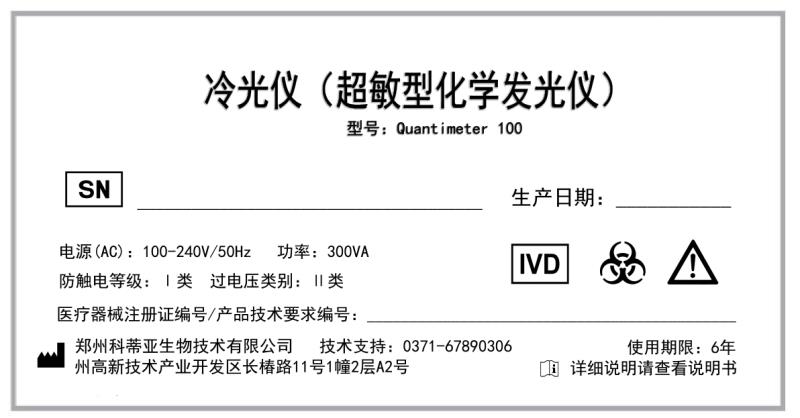 冷光仪（超敏型化学发光仪）
型号：Quantimeter 100
SN ____________________ 生产日期：__________
电源(AC)：100-240V/50Hz 功率：300VA
IVD
防触电等级：Ⅰ类 过电压类别：Ⅱ类
医疗器械注册证编号/产品技术要求编号：____________________
郑州科蒂亚生物技术有限公司 技术支持：0371-67890306 使用期限：6年
州高新技术产业开发区长椿路11号1幢2层A2号 详细说明请查看说明书